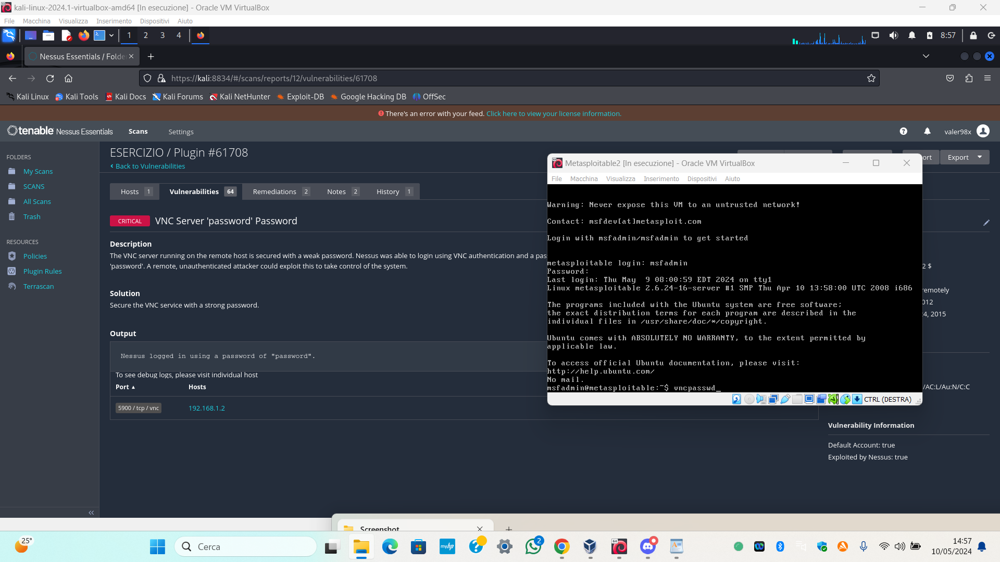 kali-linux-2024.1-virtualbox-amd64 [In esecuzione] - Oracle VM VirtualBox
File Macchina Visualizza Inserimento Dispositivi Aiuto
1 2 3 4 8:57
Nessus Essentials / Folde
https://kali:8834/#/scans/reports/12/vulnerabilities/61708
Kali Linux Kali Tools Kali Docs Kali Forums Kali NetHunter Exploit-DB Google Hacking DB OffSec
There's an error with your feed. Click here to view your license information.
tenable Nessus Essentials Scans Settings valer98x
FOLDERS
My Scans
SCANS
All Scans
Trash
RESOURCES
Policies
Plugin Rules
Terrascan
ESERCIZIO / Plugin #61708
Back to Vulnerabilities
ort Export
Hosts 1 Vulnerabilities 64 Remediations 2 Notes 2 History 1
CRITICAL VNC Server 'password' Password
Description
The VNC server running on the remote host is secured with a weak password. Nessus was able to login using VNC authentication and a pas
'password'. A remote, unauthenticated attacker could exploit this to take control of the system.
Solution
Secure the VNC service with a strong password.
Output
Nessus logged in using a password of "password".
To see debug logs, please visit individual host
Port Hosts
5900 / tcp / vnc 192.168.1.2
Metasploitable2 [In esecuzione] - Oracle VM VirtualBox
File Macchina Visualizza Inserimento Dispositivi Aiuto
Warning: Never expose this VM to an untrusted network!
Contact: msfdev[at]metasploit.com
Login with msfadmin/msfadmin to get started
metasploitable login: msfadmin
Password:
Last login: Thu May  9 08:00:59 EDT 2024 on tty1
Linux metasploitable 2.6.24-16-server #1 SMP Thu Apr 10 13:58:00 UTC 2008 i686
The programs included with the Ubuntu system are free software;
the exact distribution terms for each program are described in the
individual files in /usr/share/doc/*/copyright.
Ubuntu comes with ABSOLUTELY NO WARRANTY, to the extent permitted by
applicable law.
To access official Ubuntu documentation, please visit:
http://help.ubuntu.com/
No mail.
msfadmin@metasploitable:~$ vncpasswd_
CTRL (DESTRA)
2 $
remotely
012
4, 2015
/AC:L/Au:N/C:C
Vulnerability Information
Default Account: true
Exploited by Nessus: true
Screenshot
25°
Cerca
myhp
2
64
14:57
10/05/2024